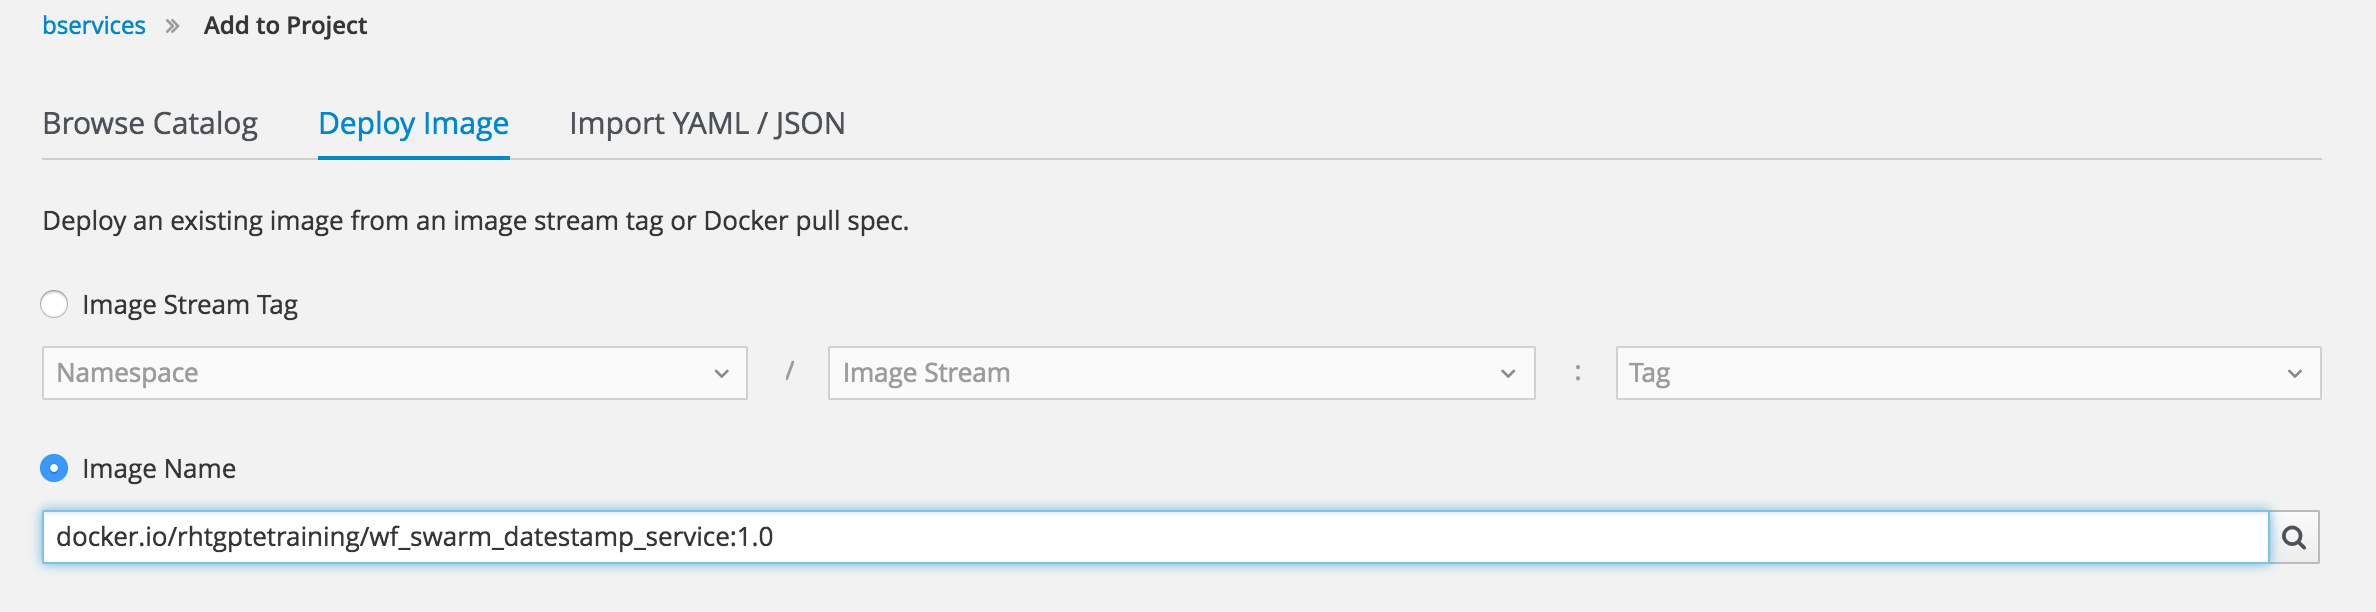 bservices » Add to Project
Browse Catalog Deploy Image Import YAML / JSON
Deploy an existing image from an image stream tag or Docker pull spec.
Image Stream Tag
Namespace / Image Stream : Tag
Image Name
docker.io/rhtgptetraining/wf_swarm_datestamp_service:1.0